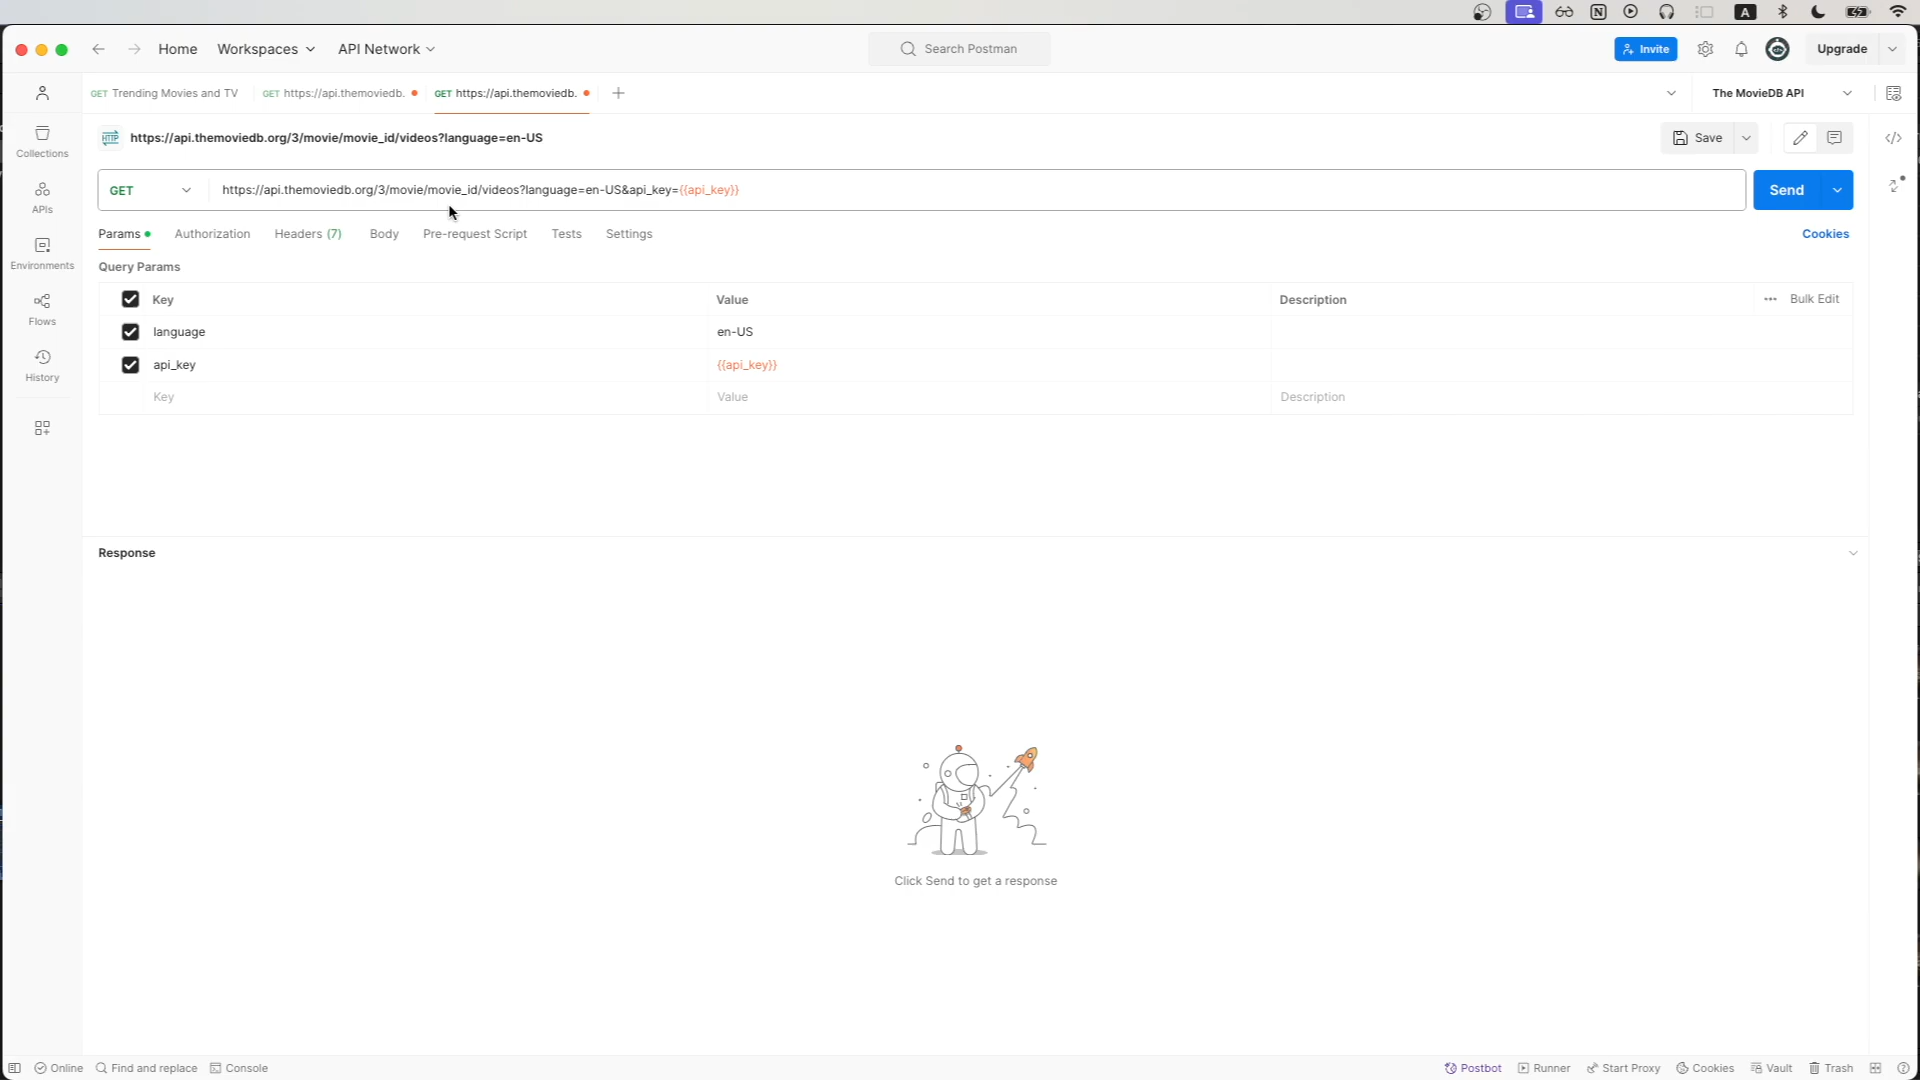 A
Home Workspaces API Network Search Postman Invite Upgrade
GET Trending Movies and TV GET https://api.themoviedb. GET https://api.themoviedb. The MovieDB API
HTTP https://api.themoviedb.org/3/movie/movie_id/videos?language=en-US Save
GET https://api.themoviedb.org/3/movie/movie_id/videos?language=en-US&api_key={{api_key}} Send
Params Authorization Headers (7) Body Pre-request Script Tests Settings Cookies
Query Params
Key Value Description Bulk Edit
language en-US
api_key {{api_key}}
Key Value Description
Collections
APIs
Environments
Flows
History
Response
Click Send to get a response
Online Find and replace Console Postbot Runner Start Proxy Cookies Vault Trash